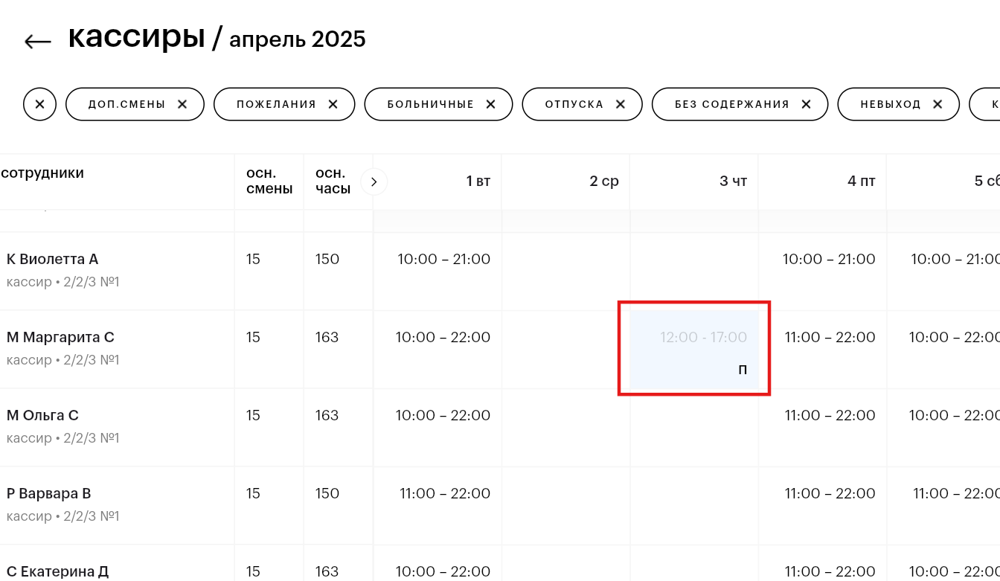 кассиры / апрель 2025
ДОП.СМЕНЫ ПОЖЕЛАНИЯ БОЛЬНИЧНЫЕ ОТПУСКА БЕЗ СОДЕРЖАНИЯ НЕВЫХОД К
сотрудники осн. смены осн. часы 1 вт 2 ср 3 чт 4 пт 5 сб
К Виолетта А 15 150 10:00 – 21:00 10:00 – 21:00 10:00 – 21:00
кассир • 2/2/3 №1
М Маргарита С 15 163 10:00 – 22:00 12:00 - 17:00 11:00 – 22:00 10:00 – 22:00
кассир • 2/2/3 №1 П
М Ольга С 15 163 10:00 – 22:00 11:00 – 22:00 10:00 – 22:00
кассир • 2/2/3 №1
Р Варвара В 15 150 11:00 – 22:00 11:00 – 22:00 11:00 – 22:00
кассир • 2/2/3 №1
С Екатерина Д 15 163 10:00 – 22:00 11:00 – 22:00 10:00 – 22:00